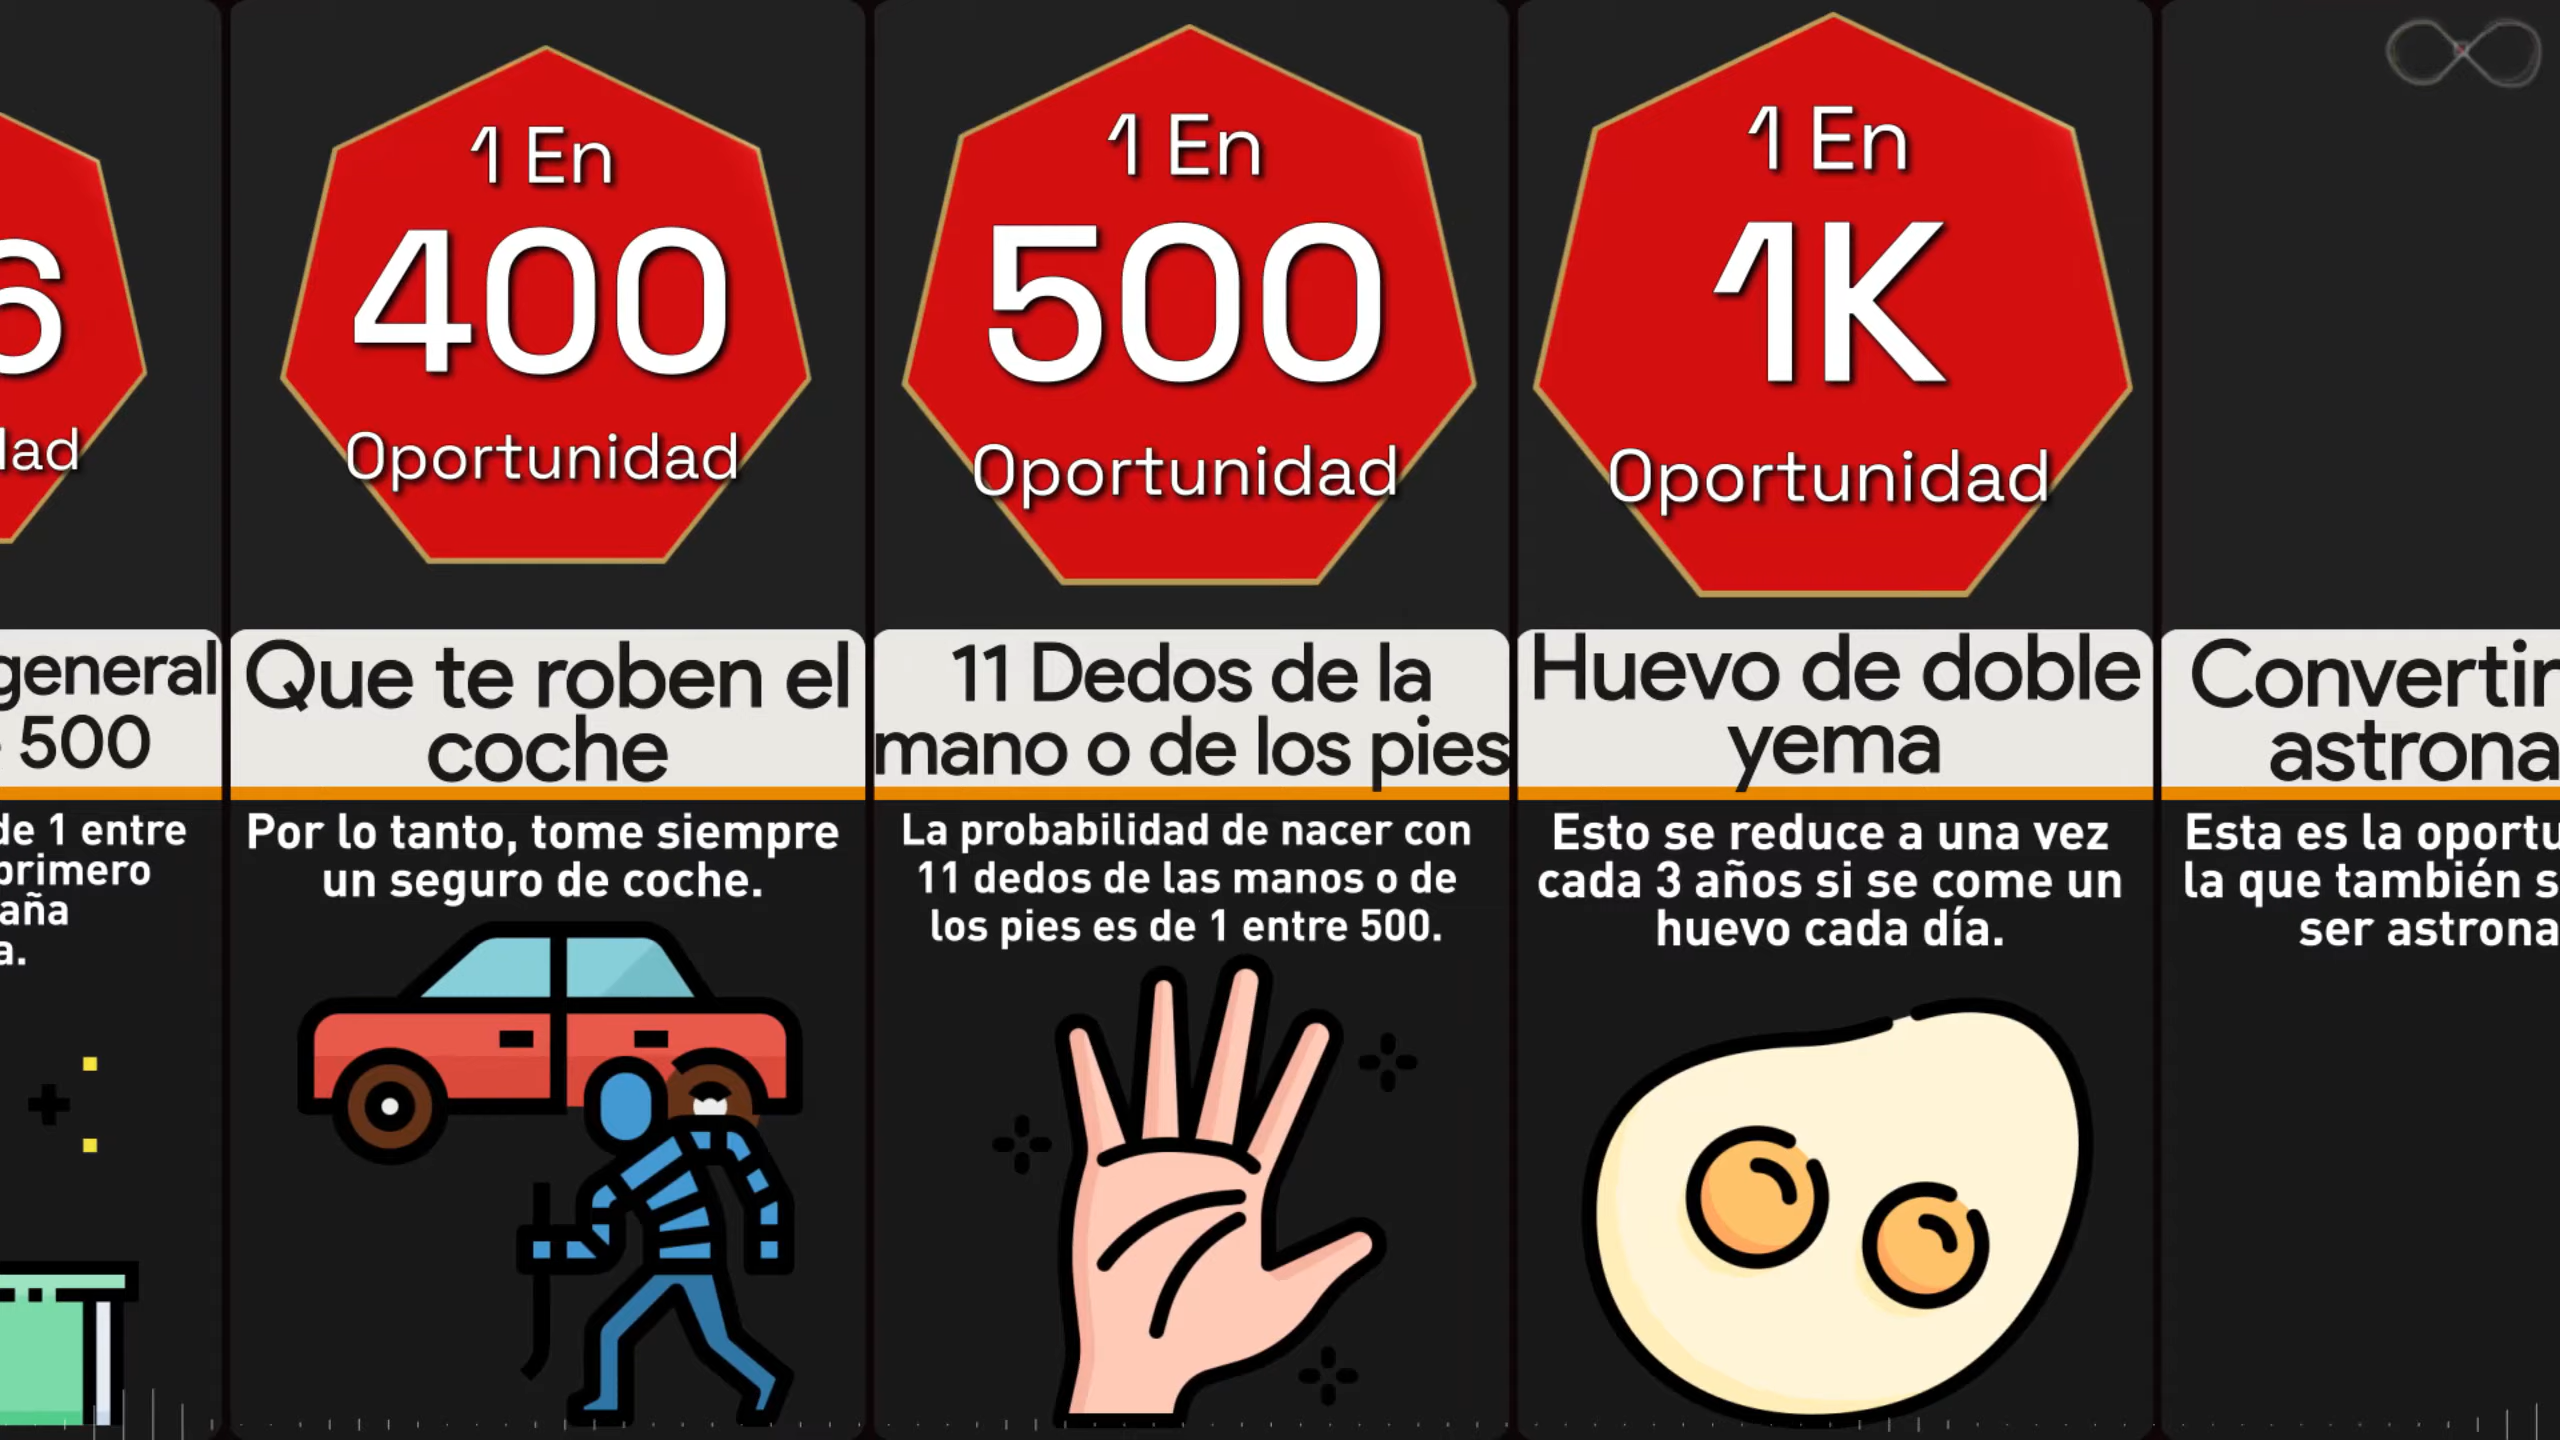 6
dad
general
500
de 1 entre
primero
aña
a.
1 En
400
Oportunidad
Que te roben el
coche
Por lo tanto, tome siempre
un seguro de coche.
1 En
500
Oportunidad
11 Dedos de la
mano o de los pies
La probabilidad de nacer con
11 dedos de las manos o de
los pies es de 1 entre 500.
1 En
1K
Oportunidad
Huevo de doble
yema
Esto se reduce a una vez
cada 3 años si se come un
huevo cada día.
Convertir
astrona
Esta es la oportu
la que también s
ser astrona